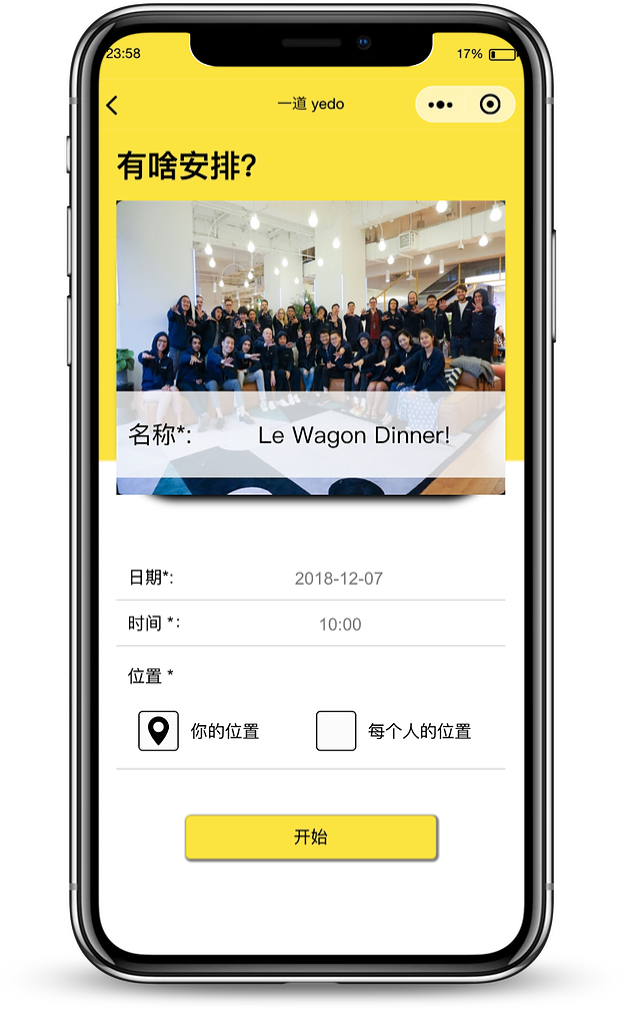 23:58
17%
一道 yedo
有啥安排?
名称*: Le Wagon Dinner!
日期*: 2018-12-07
时间 *: 10:00
位置 *
你的位置 每个人的位置
开始